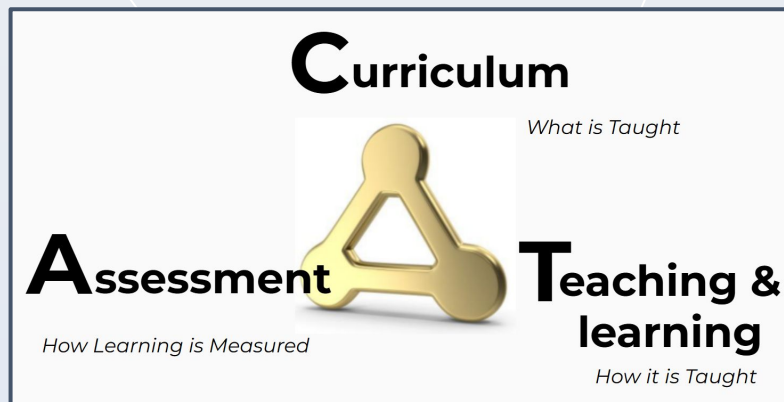 Curriculum
What is Taught
Assessment
How Learning is Measured
Teaching &
learning
How it is Taught